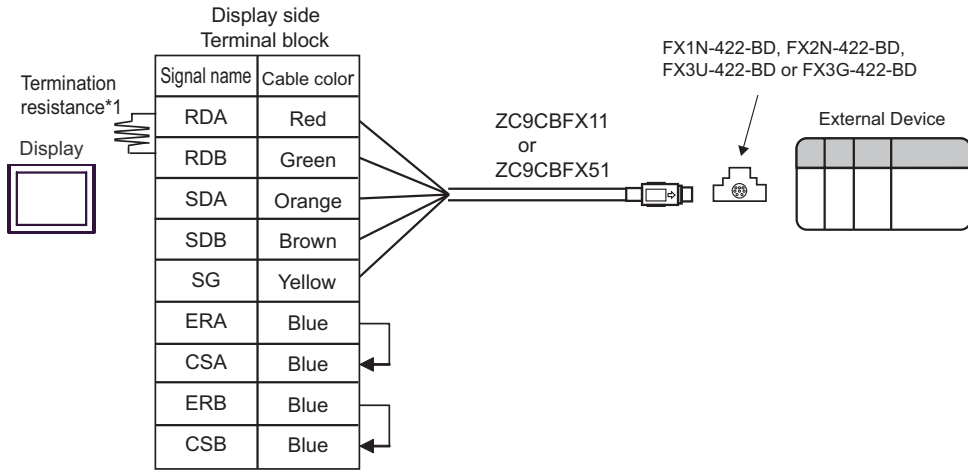 Display side
Terminal block
FX1N-422-BD, FX2N-422-BD,
FX3U-422-BD or FX3G-422-BD
Termination
resistance*1
Display
Signal name Cable color
RDA Red
RDB Green
SDA Orange
SDB Brown
SG Yellow
ERA Blue
CSA Blue
ERB Blue
CSB Blue
ZC9CBFX11
or
ZC9CBFX51
External Device